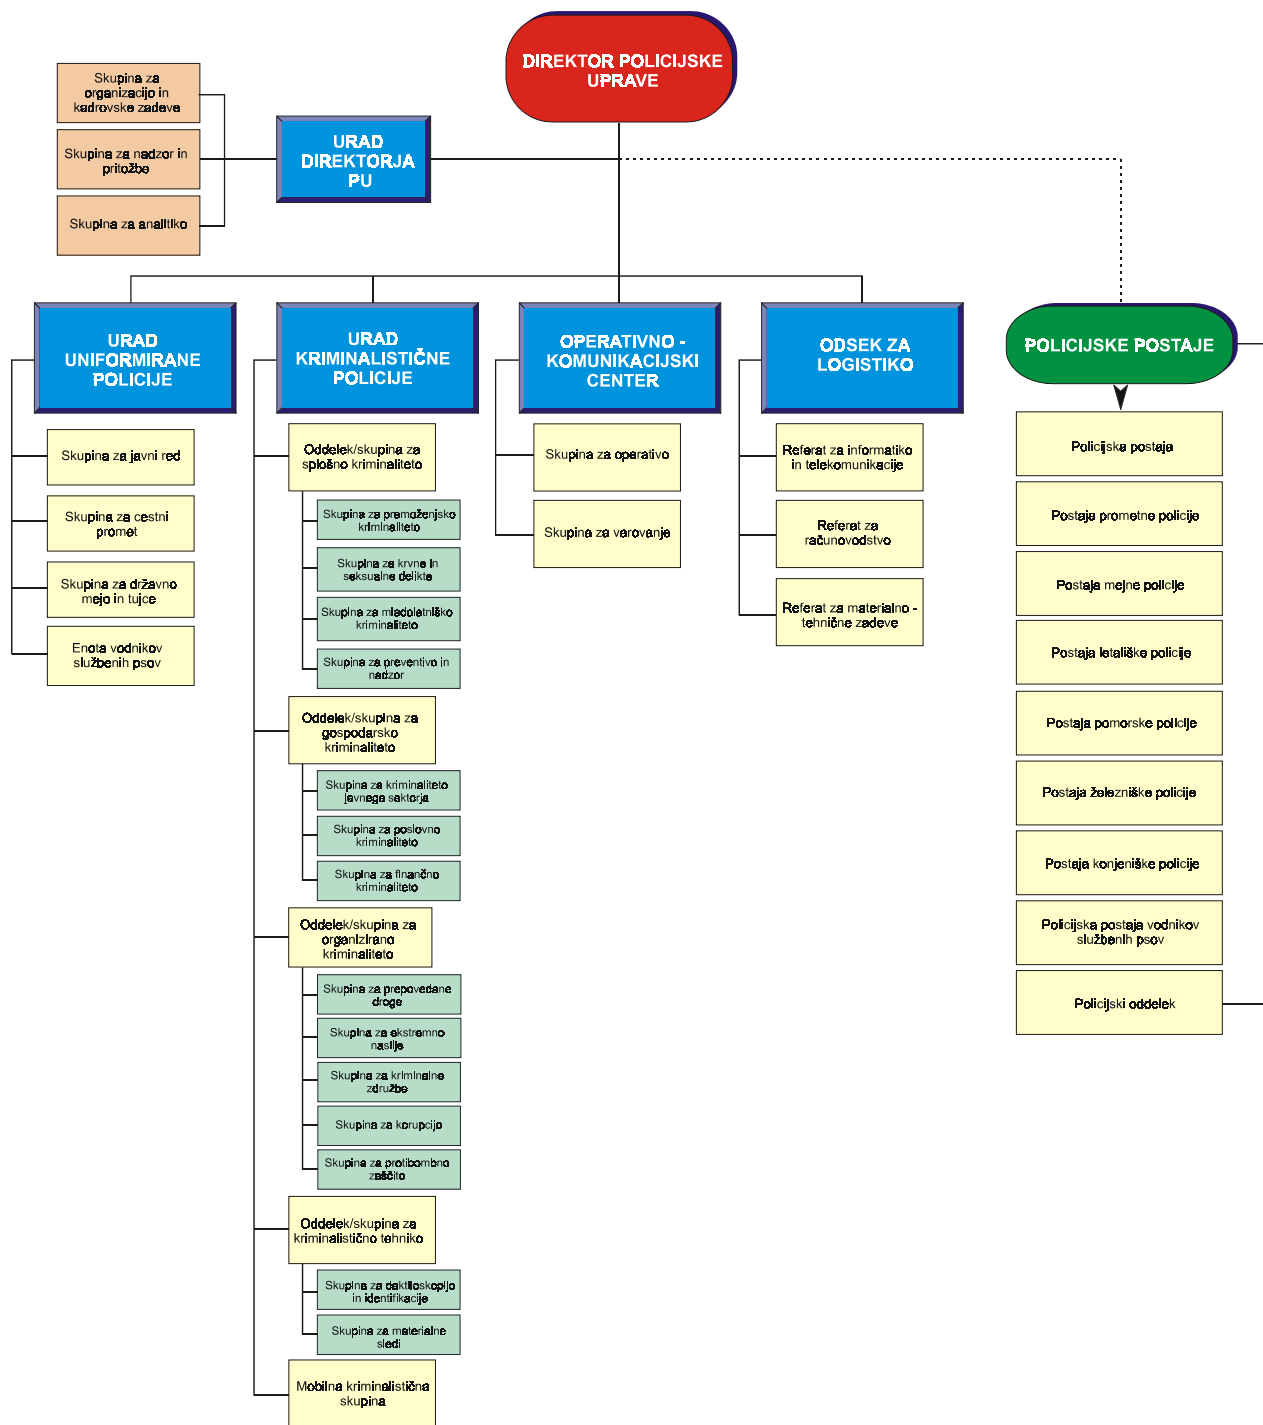 DIREKTOR POLICIJSKE
UPRAVE
Skupina za
organizacijo in
kadrovske zadeve
Skupina za nadzor in
pritožbe
Skupina za analitiko
URAD
DIREKTORJA
PU
URAD
UNIFORMIRANE
POLICIJE
Skupina za javni red
Skupina za cestni
promet
Skupina za državno
mejo in tujce
Enota vodnikov
službenih psov
URAD
KRIMINALISTIČNE
POLICIJE
Oddelek/skupina za
splošno kriminaliteto
Skupina za premoženjsko
kriminaliteto
Skupina za krvne in
seksualne delikte
Skupina za mladoletniško
kriminaliteto
Skupina za preventivo in
nadzor
Oddelek/skupina za
gospodarsko
kriminaliteto
Skupina za kriminaliteto
javnega sektorja
Skupina za poslovno
kriminaliteto
Skupina za finančno
kriminaliteto
Oddelek/skupina za
organizirano
kriminaliteto
Skupina za prepovedane
droge
Skupina za ekstremno
nasilje
Skupina za kriminalne
združbe
Skupina za korupcijo
Skupina za protibombno
zaščito
Oddelek/skupina za
kriminalistično tehniko
Skupina za daktiloskopijo
in identifikacije
Skupina za materialne
sledi
Mobilna kriminalistična
skupina
OPERATIVNO -
KOMUNIKACIJSKI
CENTER
Skupina za operativo
Skupina za varovanje
ODSEK ZA
LOGISTIKO
Referat za informatiko
in telekomunikacije
Referat za
računovodstvo
Referat za materialno -
tehnične zadeve
POLICIJSKE POSTAJE
Policijska postaja
Postaja prometne policije
Postaja mejne policije
Postaja letališke policije
Postaja pomorske policije
Postaja železniške policije
Postaja konjeniške policije
Policijska postaja vodnikov
službenih psov
Policijski oddelek